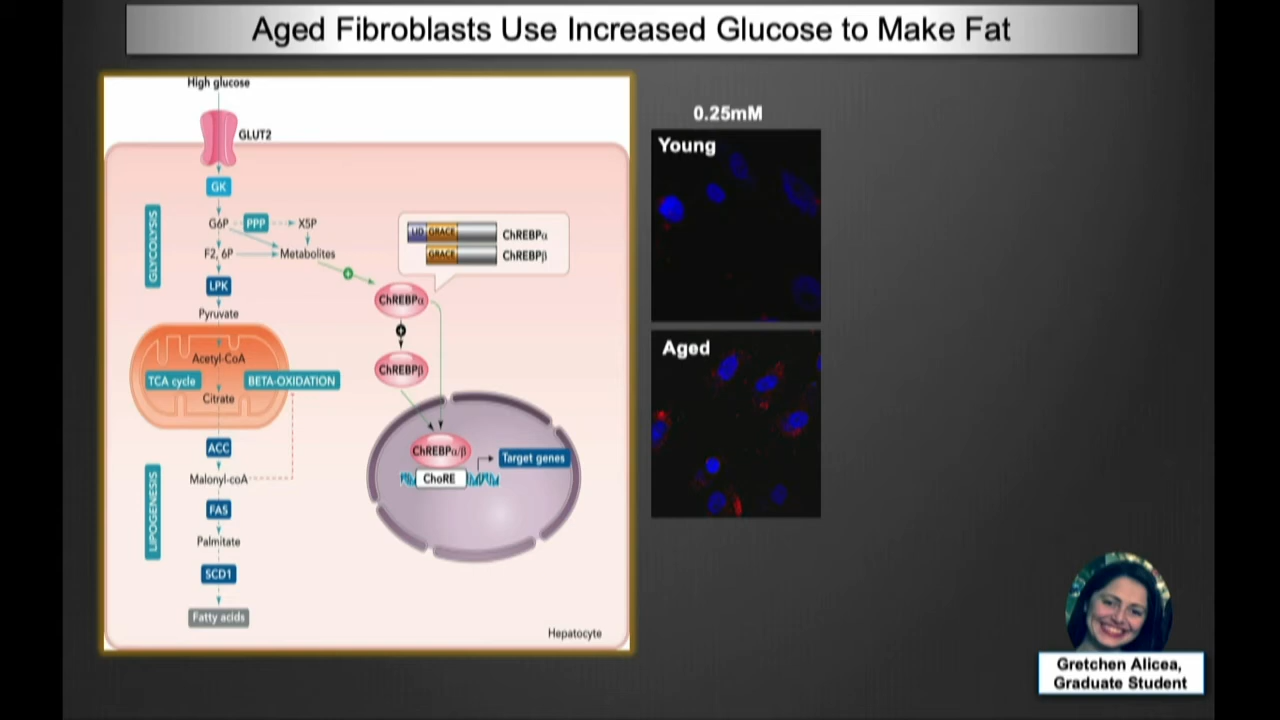 Aged Fibroblasts Use Increased Glucose to Make Fat
High glucose
GLUT2
GK
GLYCOLYSIS
G6P
PPP
X5P
F2, 6P
Metabolites
LPK
Pyruvate
Acetyl-CoA
TCA cycle
BETA-OXIDATION
Citrate
ACC
LIPOGENESIS
Malonyl-coA
FAS
Palmitate
SCD1
Fatty acids
LID GRACE
ChREBPα
GRACE
ChREBPβ
ChREBPα
ChREBPβ
ChREBPα/β
ChoRE
Target genes
Hepatocyte
0.25mM
Young
Aged
Gretchen Alicea,
Graduate Student